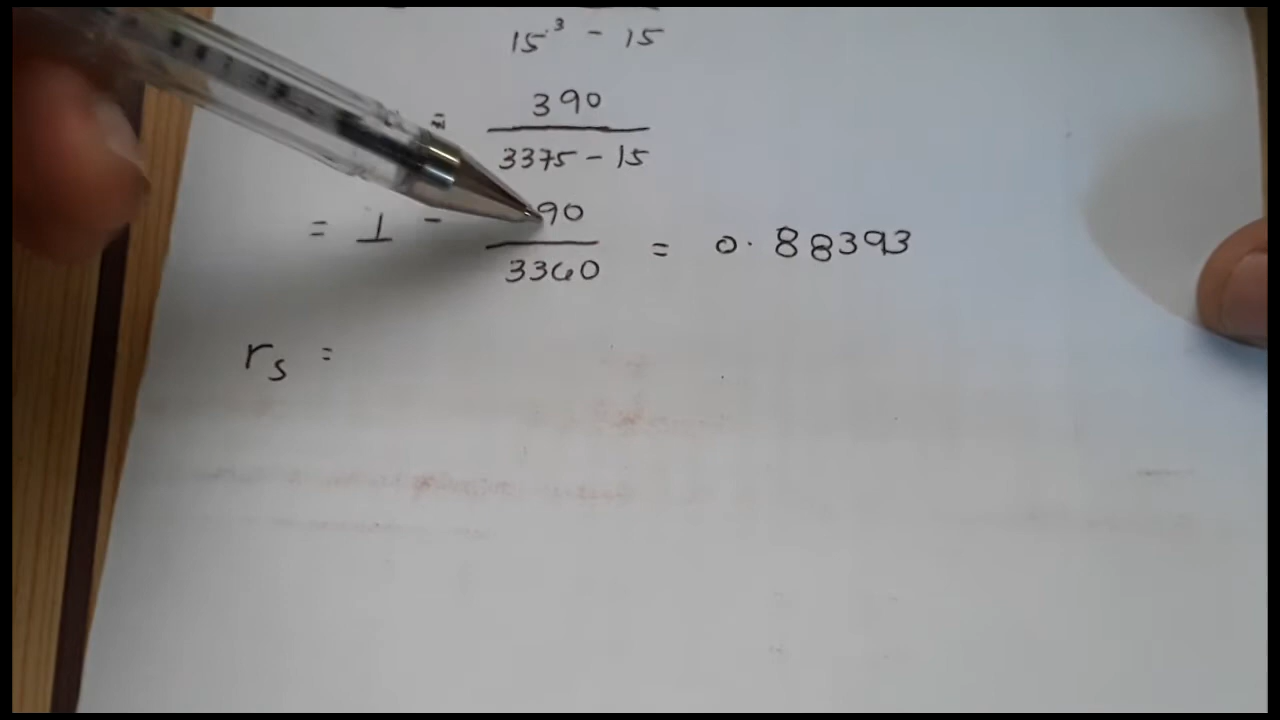 15³ - 15
= 390
3375 - 15
= 1 - 90
3360 = 0.88393
rs =